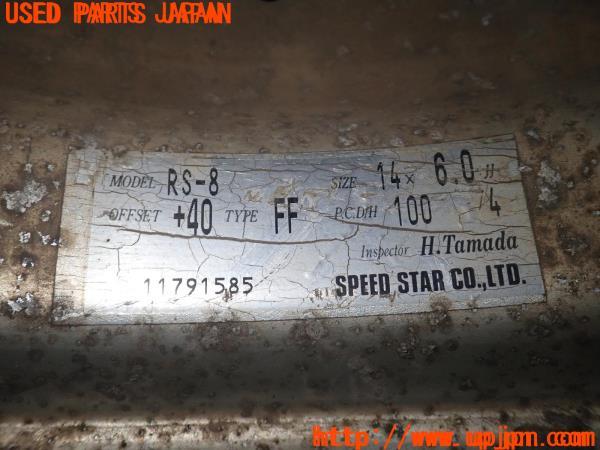 USED PARTS JAPAN
MODEL RS-8 SIZE 14× 6.0 JJ
OFFSET +40 TYPE FF P.C.D/H 100 / 4
Inspector H.Tamada
11791585 SPEED STAR CO.,LTD.
http://www.upjpn.com